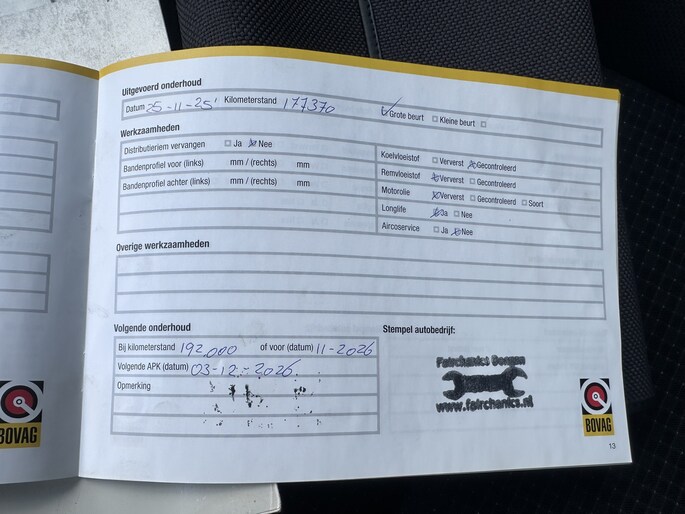 Uitgevoerd onderhoud
Datum 25-11-25' Kilometerstand 177370
Grote beurt Kleine beurt
Werkzaamheden
Distributieriem vervangen Ja Nee
Bandenprofiel voor (links) mm / (rechts) mm
Bandenprofiel achter (links) mm / (rechts) mm
Koelvloeistof Ververst Gecontroleerd
Remvloeistof Ververst Gecontroleerd
Motorolie Ververst Gecontroleerd Soort
Longlife Ja Nee
Aircoservice Ja Nee
Overige werkzaamheden
Volgende onderhoud
Bij kilometerstand 192.000 of voor (datum) 11-2026
Volgende APK (datum) 03-12-2026.
Opmerking
Stempel autobedrijf:
Fairchanics Dongen
www.fairchanics.nl
BOVAG
BOVAG
13